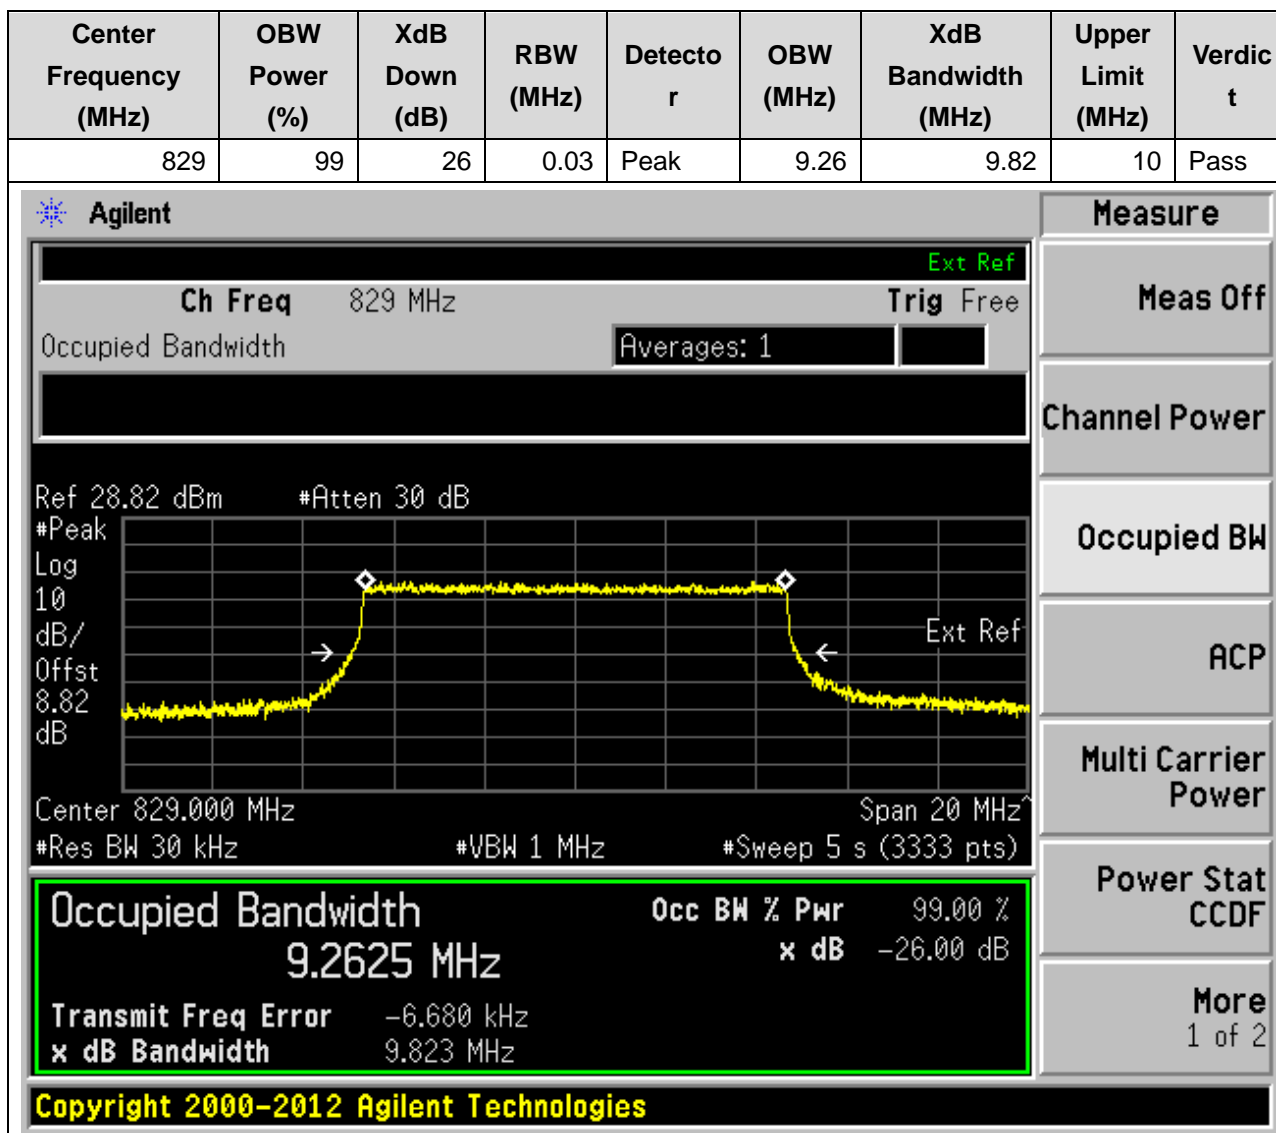 Center Frequency (MHz) OBW Power (%) XdB Down (dB) RBW (MHz) Detector OBW (MHz) XdB Bandwidth (MHz) Upper Limit (MHz) Verdict
829 99 26 0.03 Peak 9.26 9.82 10 Pass
Agilent
Measure
Ext Ref
Ch Freq 829 MHz Trig Free
Occupied Bandwidth Averages: 1
Meas Off
Channel Power
Occupied BW
ACP
Multi Carrier
Power
Power Stat
CCDF
More
1 of 2
Ref 28.82 dBm #Atten 30 dB
#Peak
Log
10
dB/
Offst
8.82
dB
Ext Ref
Center 829.000 MHz Span 20 MHz^
#Res BW 30 kHz #VBW 1 MHz #Sweep 5 s (3333 pts)
Occupied Bandwidth
9.2625 MHz
Occ BW % Pwr 99.00 %
x dB -26.00 dB
Transmit Freq Error -6.680 kHz
x dB Bandwidth 9.823 MHz
Copyright 2000-2012 Agilent Technologies